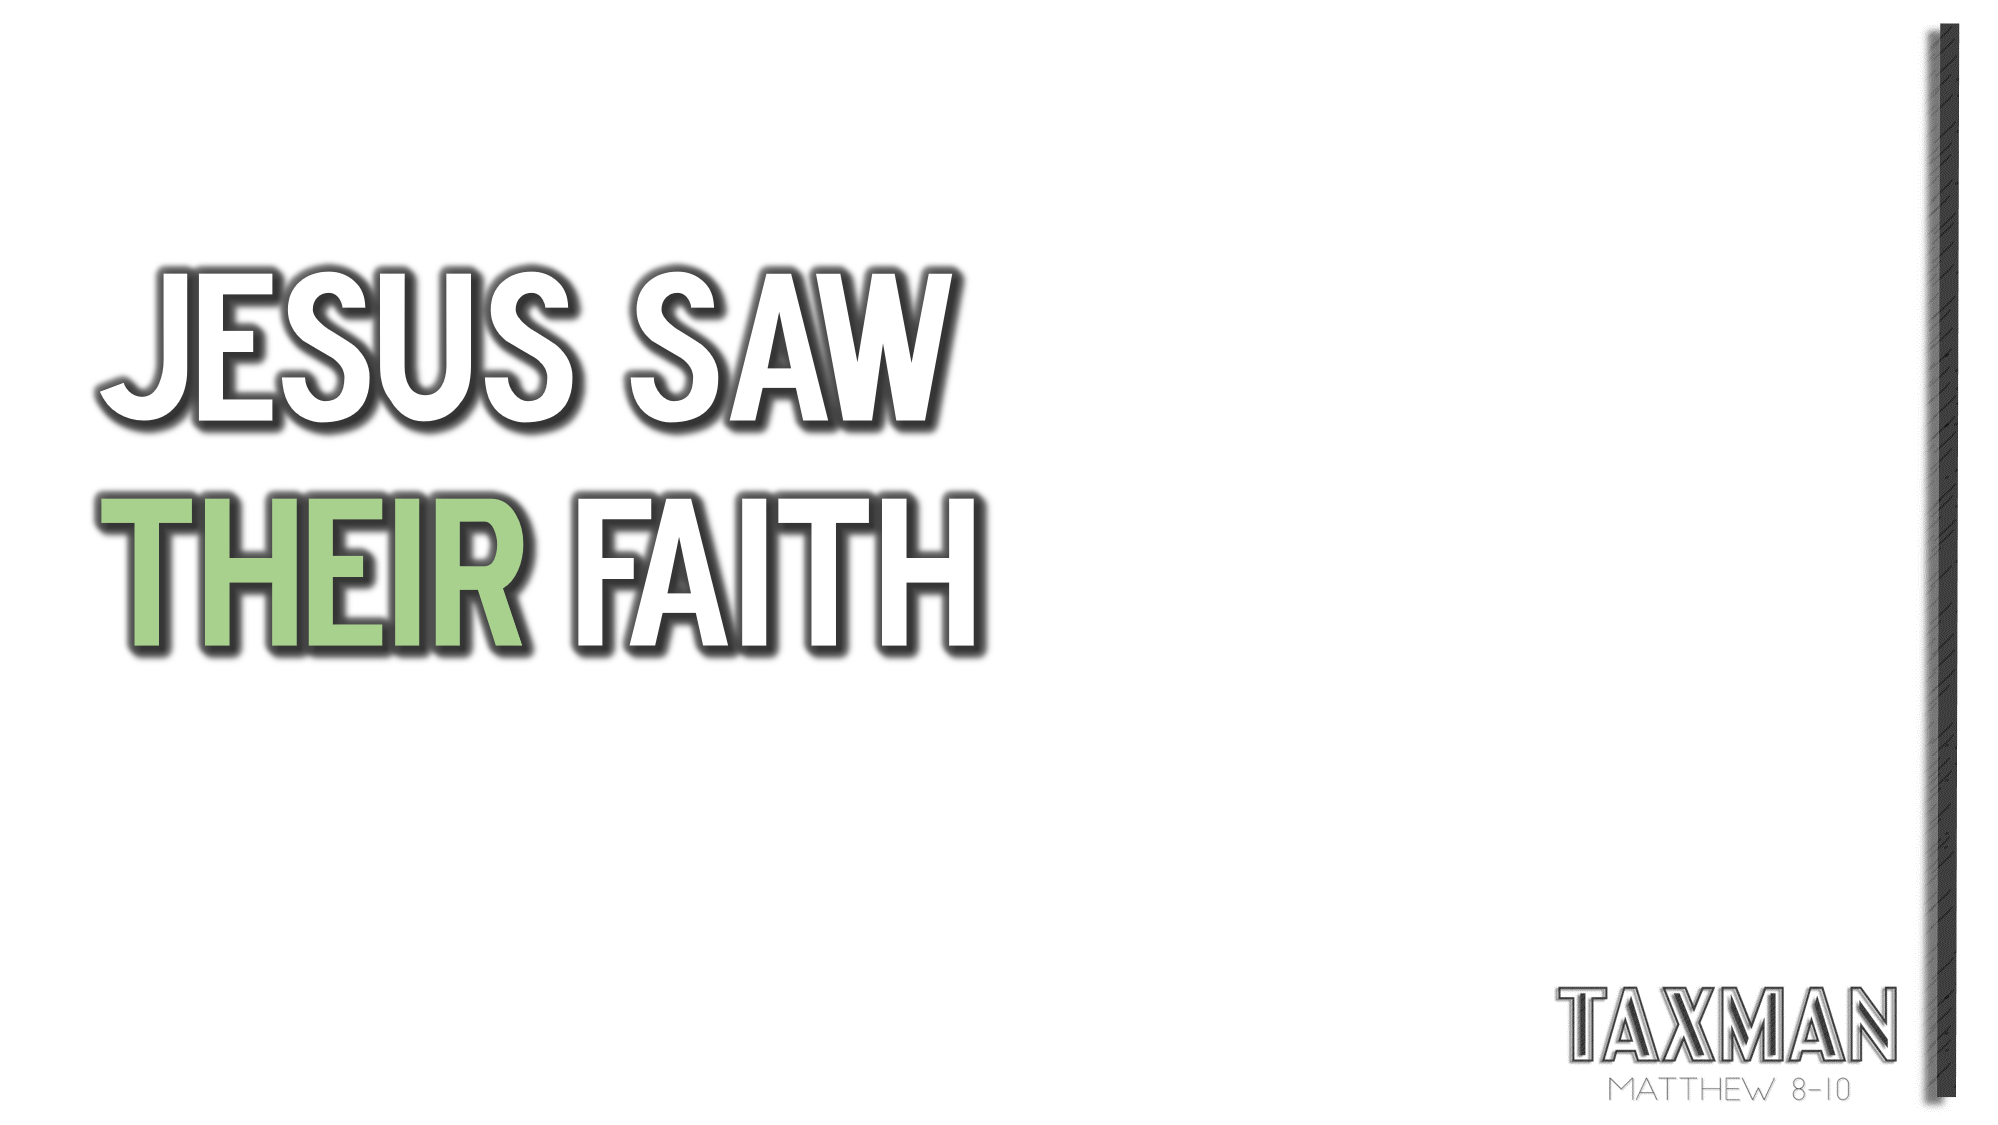 JESUS SAW
THEIR FAITH
TAXMAN
MATTHEW 8-10